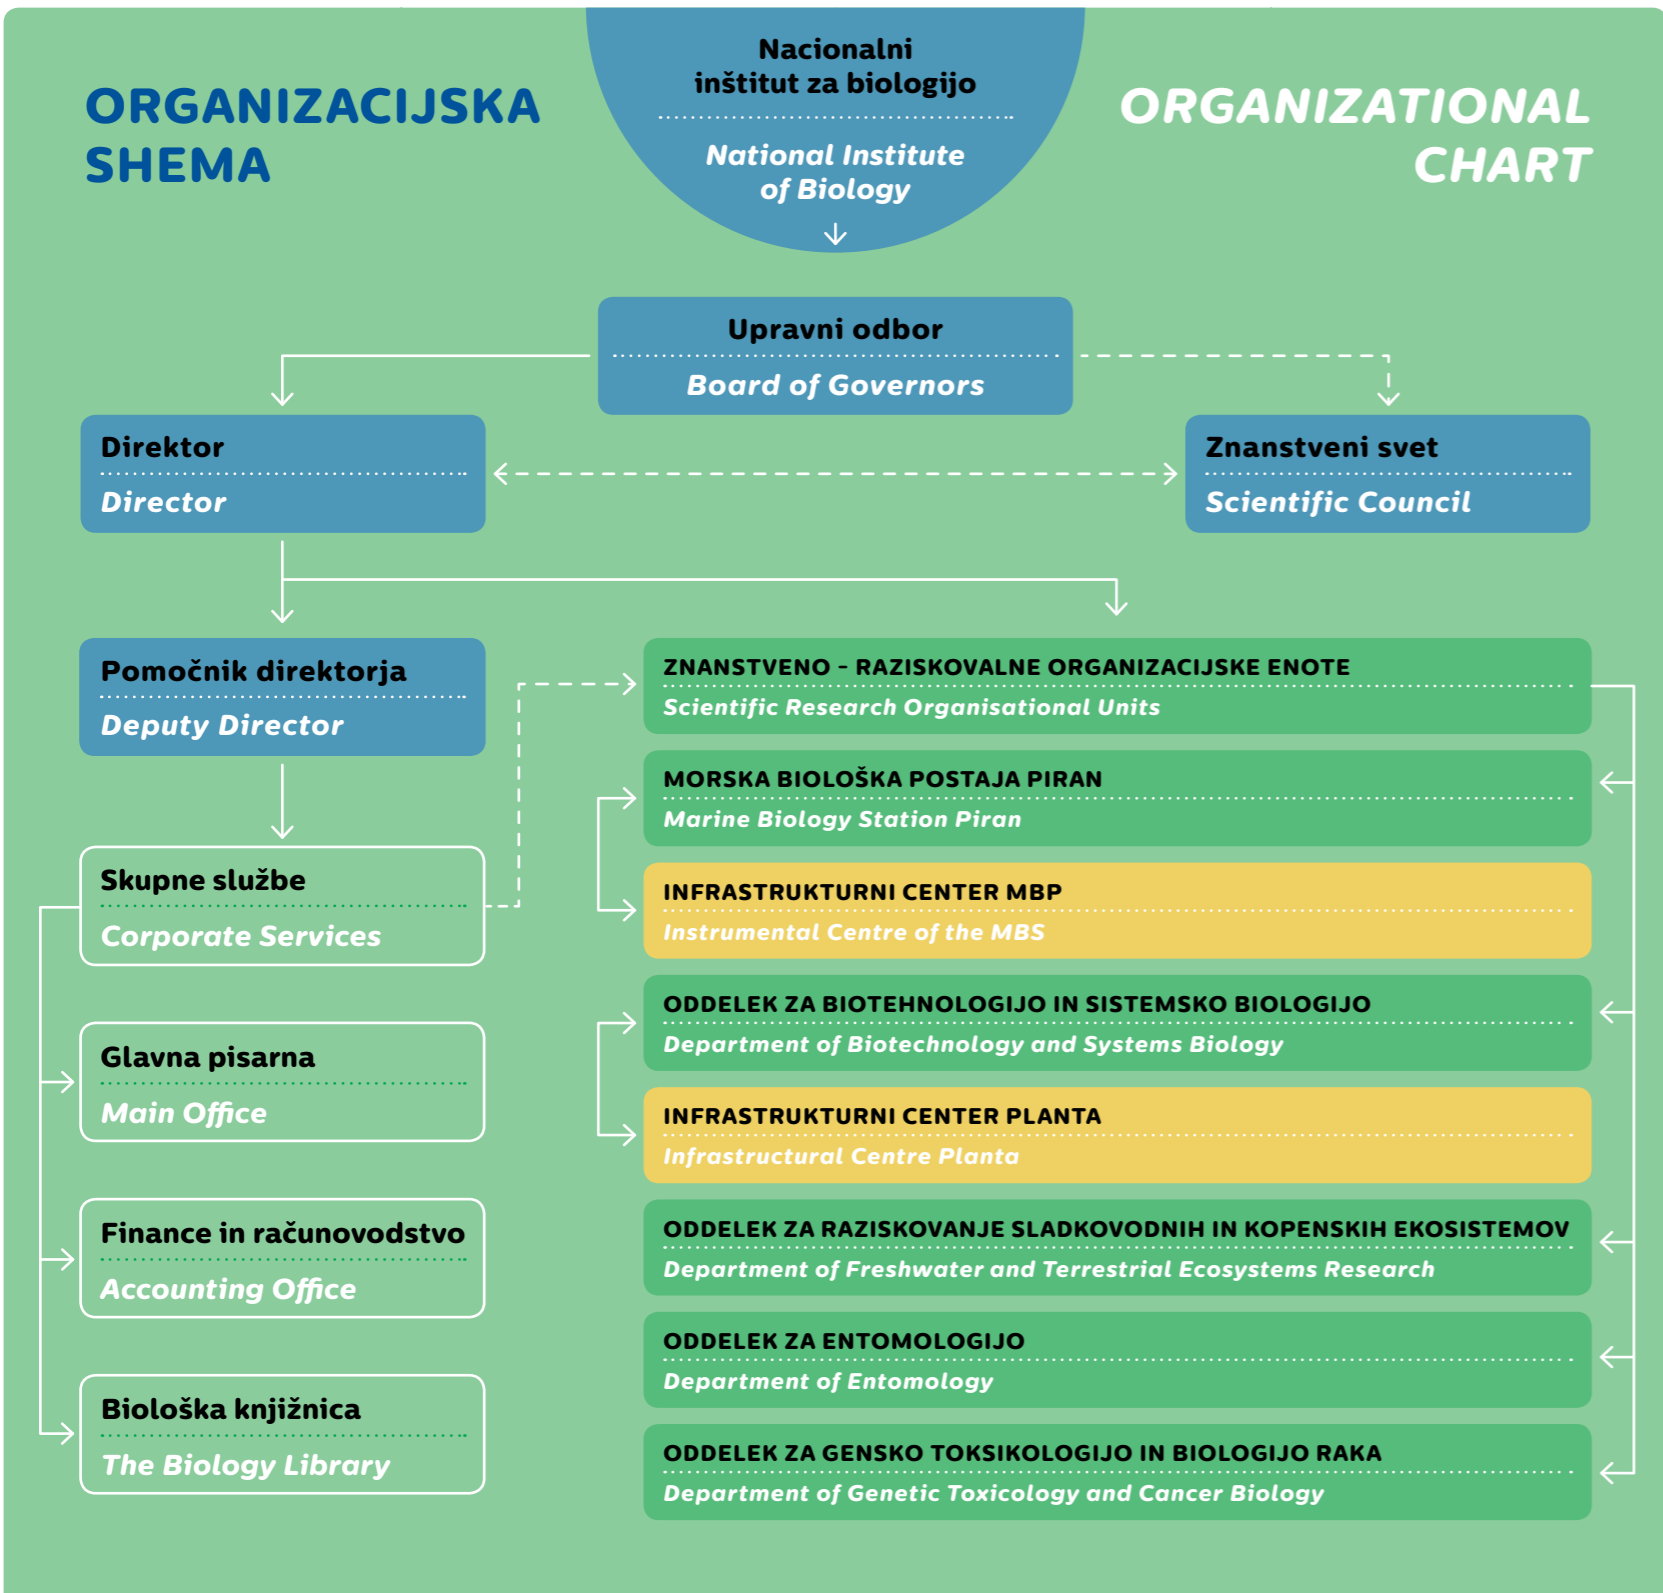 ORGANIZACIJSKA
SHEMA
Nacionalni
inštitut za biologijo
National Institute
of Biology
ORGANIZATIONAL
CHART
Upravni odbor
Board of Governors
Direktor
Director
Znanstveni svet
Scientific Council
Pomočnik direktorja
Deputy Director
Skupne službe
Corporate Services
Glavna pisarna
Main Office
Finance in računovodstvo
Accounting Office
Biološka knjižnica
The Biology Library
ZNANSTVENO - RAZISKOVALNE ORGANIZACIJSKE ENOTE
Scientific Research Organisational Units
MORSKA BIOLOŠKA POSTAJA PIRAN
Marine Biology Station Piran
INFRASTRUKTURNI CENTER MBP
Instrumental Centre of the MBS
ODDELEK ZA BIOTEHNOLOGIJO IN SISTEMSKO BIOLOGIJO
Department of Biotechnology and Systems Biology
INFRASTRUKTURNI CENTER PLANTA
Infrastructural Centre Planta
ODDELEK ZA RAZISKOVANJE SLADKOVODNIH IN KOPENSKIH EKOSISTEMOV
Department of Freshwater and Terrestrial Ecosystems Research
ODDELEK ZA ENTOMOLOGIJO
Department of Entomology
ODDELEK ZA GENSKO TOKSIKOLOGIJO IN BIOLOGIJO RAKA
Department of Genetic Toxicology and Cancer Biology